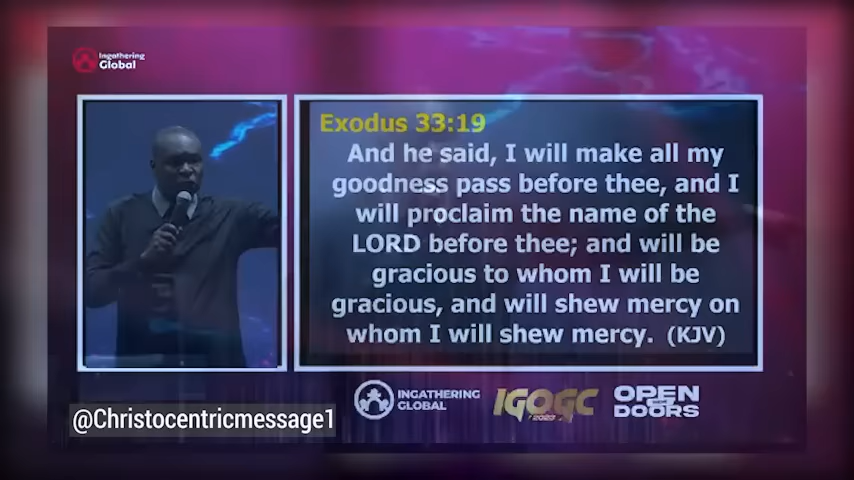 Ingathering
Global
Exodus 33:19
And he said, I will make all my
goodness pass before thee, and I
will proclaim the name of the
LORD before thee; and will be
gracious to whom I will be
gracious, and will shew mercy on
whom I will shew mercy. (KJV)
INGATHERING
GLOBAL
IGOGC
2023
OPEN
DOORS
@Christocentricmessage1